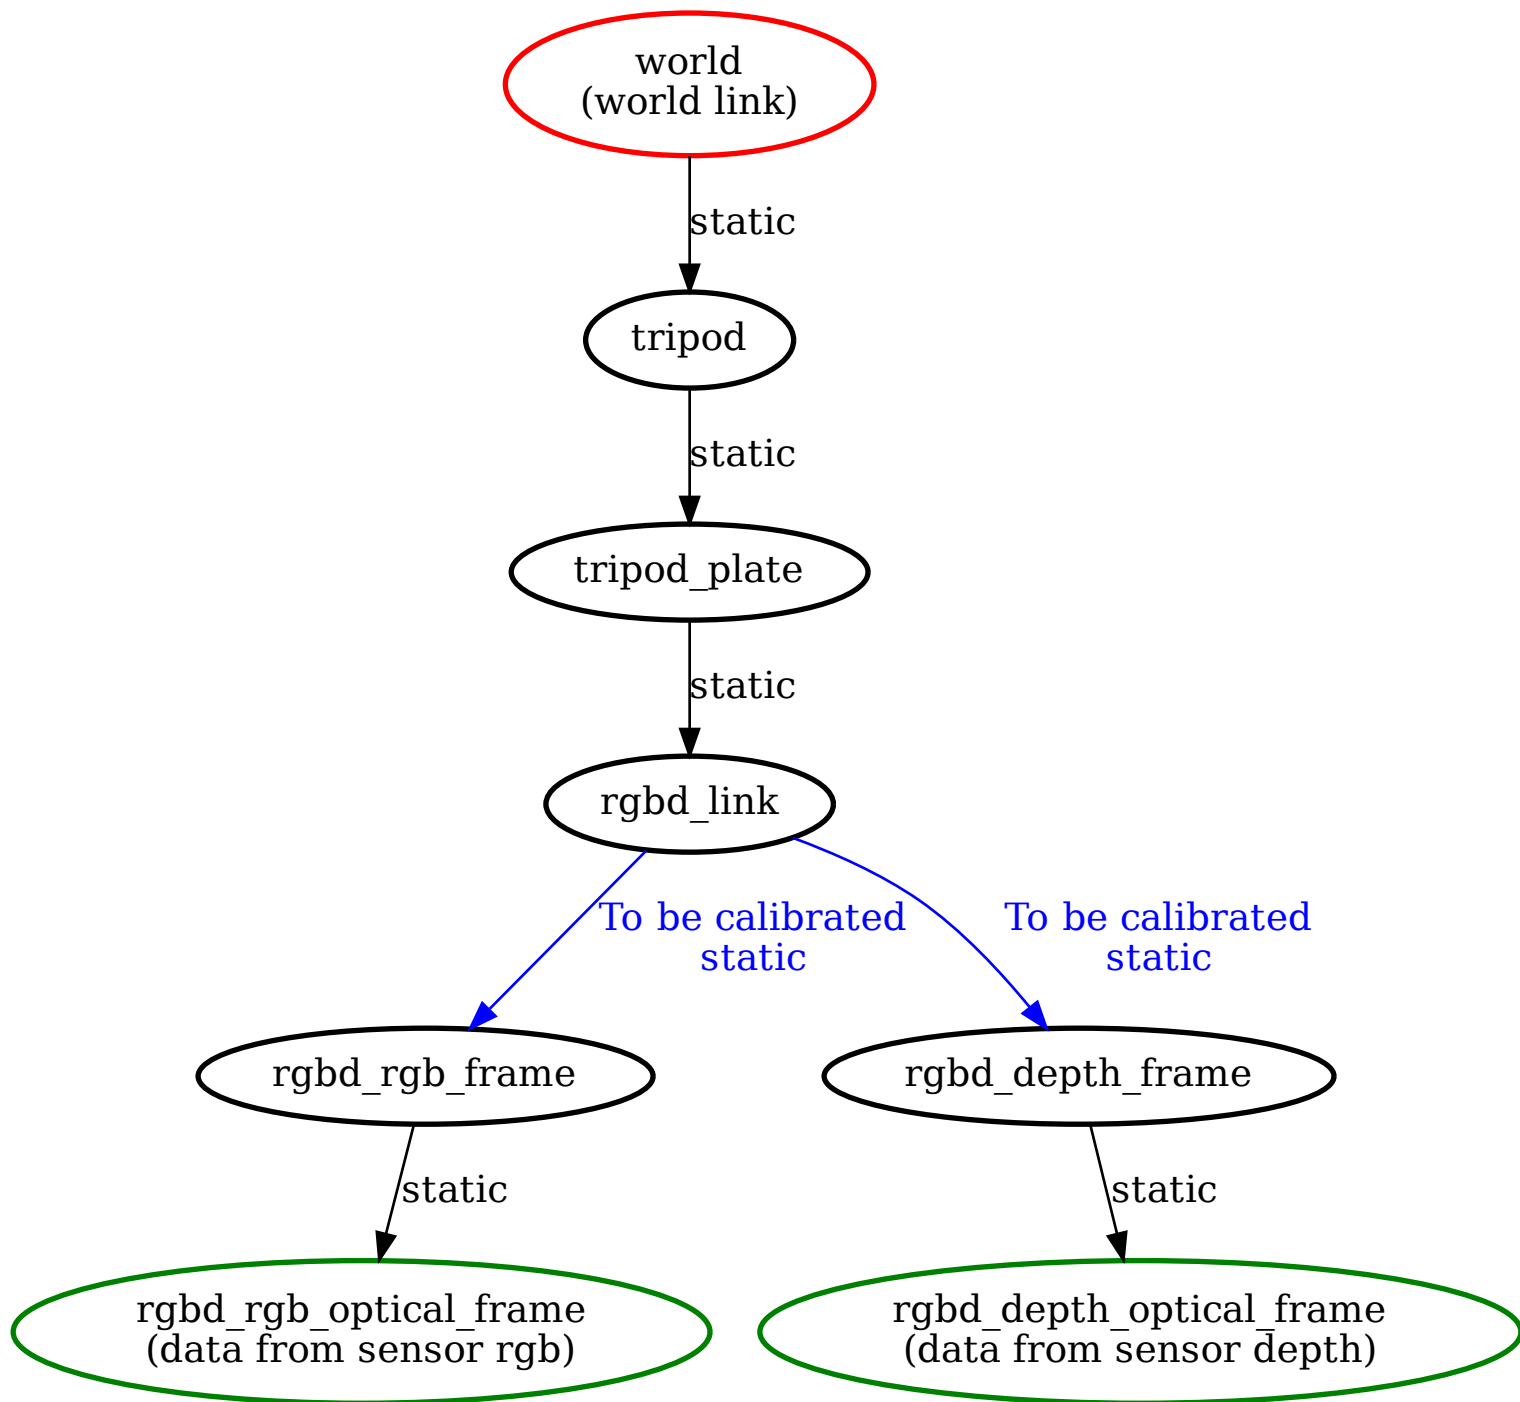 world
(world link)
static
tripod
static
tripod_plate
static
rgbd_link
To be calibrated
static
To be calibrated
static
rgbd_rgb_frame
rgbd_depth_frame
static
static
rgbd_rgb_optical_frame
(data from sensor rgb)
rgbd_depth_optical_frame
(data from sensor depth)